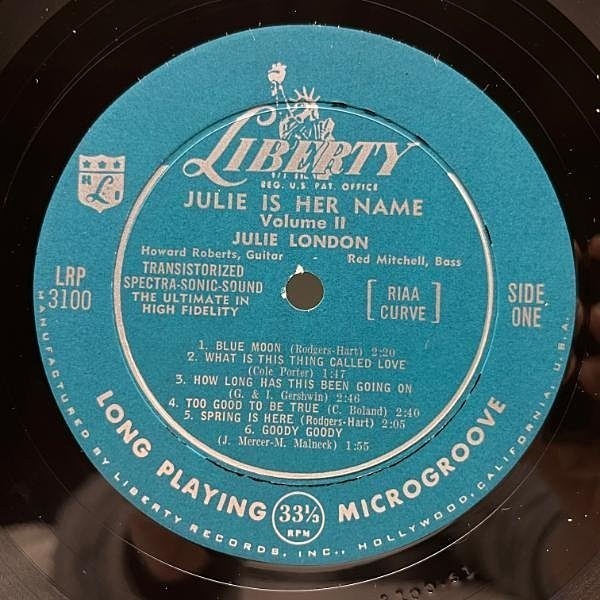 LIBERTY
REG. U.S. PAT. OFFICE
JULIE IS HER NAME
Volume II
JULIE LONDON
Howard Roberts, Guitar - Red Mitchell, Bass
LRP
3100
TRANSISTORIZED
SPECTRA-SONIC-SOUND
THE ULTIMATE IN
HIGH FIDELITY
RIAA
CURVE
SIDE
ONE
1. BLUE MOON (Rodgers-Hart) 2:20
2. WHAT IS THIS THING CALLED LOVE
(Cole Porter) 1:47
3. HOW LONG HAS THIS BEEN GOING ON
(G. & I. Gershwin) 2:46
4. TOO GOOD TO BE TRUE (C. Boland) 2:40
5. SPRING IS HERE (Rodgers-Hart) 2:05
6. GOODY GOODY
(J. Mercer-M. Malneck) 1:55
LONG PLAYING 33⅓ RPM MICROGROOVE
MANUFACTURED BY LIBERTY RECORDS, INC., HOLLYWOOD, CALIFORNIA, U.S.A.